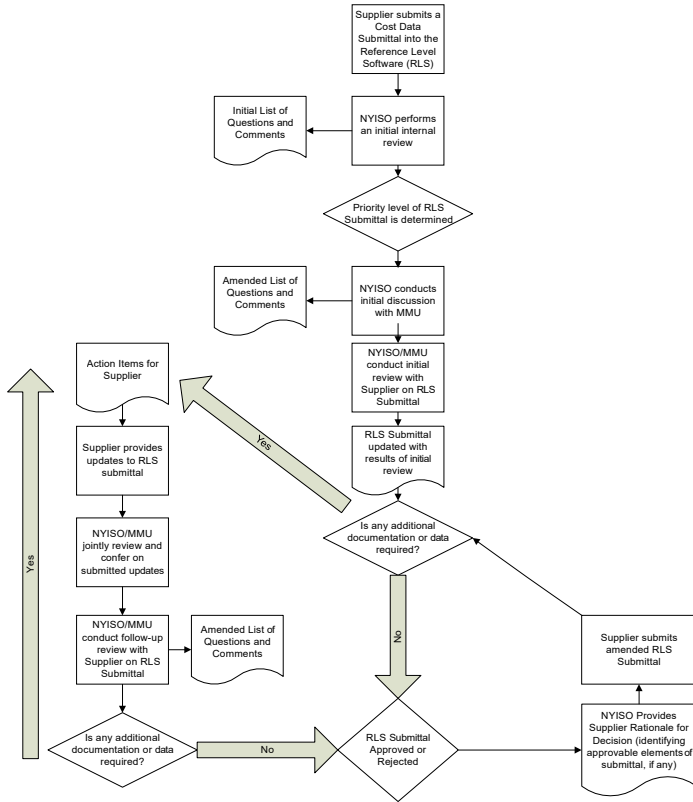 Supplier submits a
Cost Data
Submittal into the
Reference Level
Software (RLS)
Initial List of
Questions and
Comments
NYISO performs
an initial internal
review
Priority level of RLS
Submittal is determined
Amended List of
Questions and
Comments
NYISO conducts
initial discussion
with MMU
NYISO/MMU
conduct initial
review with
Supplier on RLS
Submittal
Action Items for
Supplier
RLS Submittal
updated with
results of initial
review
Yes
Supplier provides
updates to RLS
submittal
Is any additional
documentation or data
required?
NYISO/MMU
jointly review and
confer on
submitted updates
Yes
No
NYISO/MMU
conduct follow-up
review with
Supplier on RLS
Submittal
Amended List of
Questions and
Comments
Supplier submits
amended RLS
Submittal
Is any additional
documentation or data
required?
No
RLS Submittal
Approved or
Rejected
NYISO Provides
Supplier Rationale for
Decision (identifying
approvable elements of
submittal, if any)